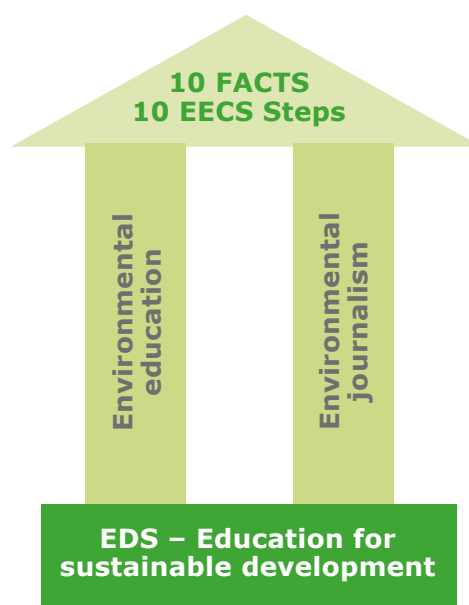 10 FACTS
10 EECS Steps
Environmental
education
Environmental
journalism
EDS – Education for
sustainable development